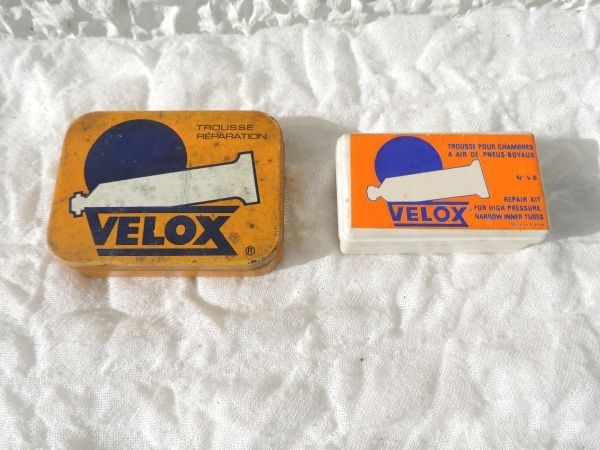 TROUSSE
RÉPARATION
VELOX
®
TROUSSE POUR CHAMBRES
A AIR DE PNEUS-BOYAUX
N° V 6
REPAIR KIT
FOR HIGH PRESSURE,
NARROW INNER TUBES
VELOX